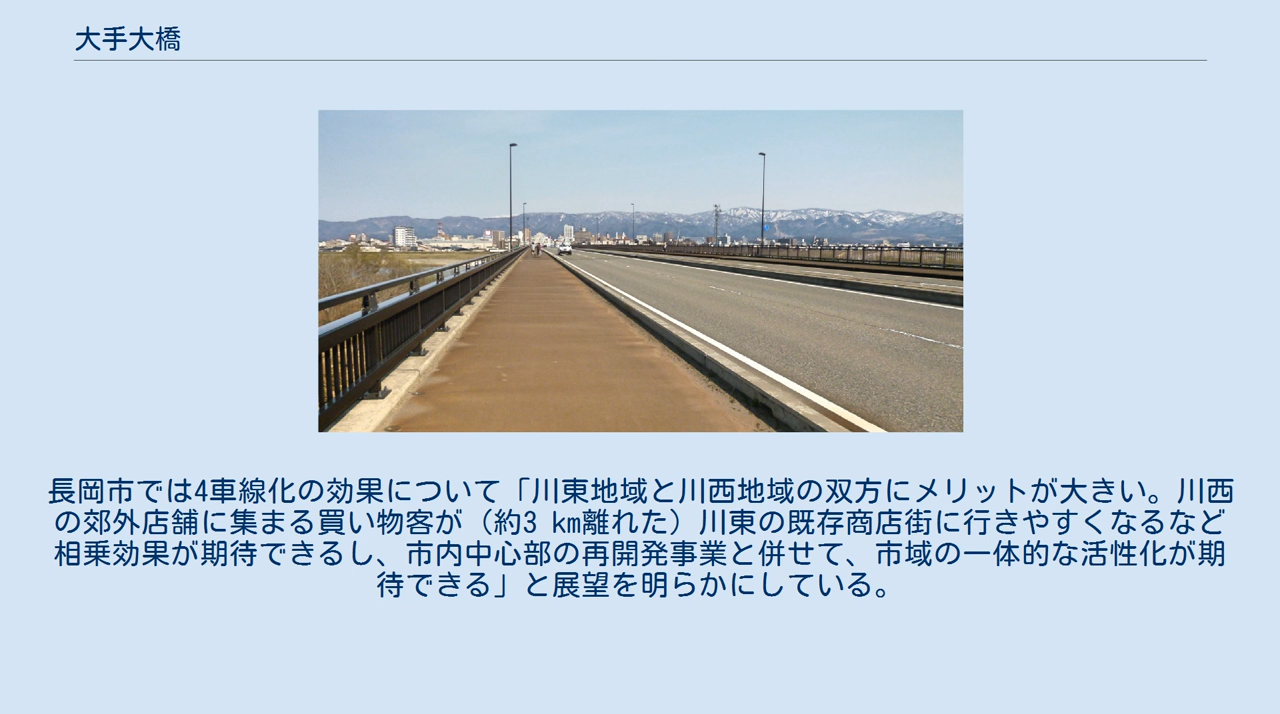 大手大橋
長岡市では4車線化の効果について「川東地域と川西地域の双方にメリットが大きい。川西
の郊外店舗に集まる買い物客が（約3 km離れた）川東の既存商店街に行きやすくなるなど
相乗効果が期待できるし、市内中心部の再開発事業と併せて、市域の一体的な活性化が期
待できる」と展望を明らかにしている。